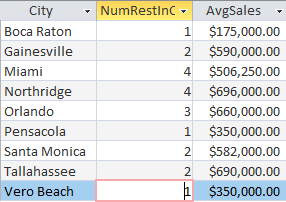 City NumRestInC AvgSales
Boca Raton 1 $175,000.00
Gainesville 2 $590,000.00
Miami 4 $506,250.00
Northridge 4 $696,000.00
Orlando 3 $660,000.00
Pensacola 1 $350,000.00
Santa Monica 2 $582,000.00
Tallahassee 2 $690,000.00
Vero Beach 1 $350,000.00